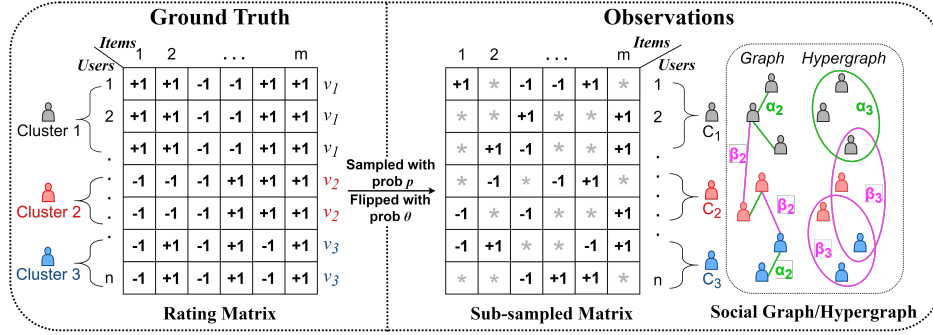 Ground Truth
Items
Users
1 2 ... m
1 +1 +1 -1 -1 +1 +1 v1
2 +1 +1 -1 -1 +1 +1 v1
+1 +1 -1 -1 +1 +1 v1
. -1 -1 -1 +1 +1 +1 v2
. -1 -1 -1 +1 +1 +1 v2
. -1 +1 -1 +1 -1 +1 v3
n -1 +1 -1 +1 -1 +1 v3
Cluster 1
Cluster 2
Cluster 3
Rating Matrix
Sampled with
prob p
Flipped with
prob θ
Observations
Items
Users
1 2 ... m
+1 * -1 -1 +1 * 1
* * +1 * * +1 2
* +1 -1 * -1 +1
* -1 * -1 +1 * .
-1 * * * * +1 .
-1 +1 * * -1 +1 .
* * -1 +1 +1 * n
C1
C2
C3
Sub-sampled Matrix
Graph
Hypergraph
α2
α3
β2
β2
β3
β3
α2
Social Graph/Hypergraph